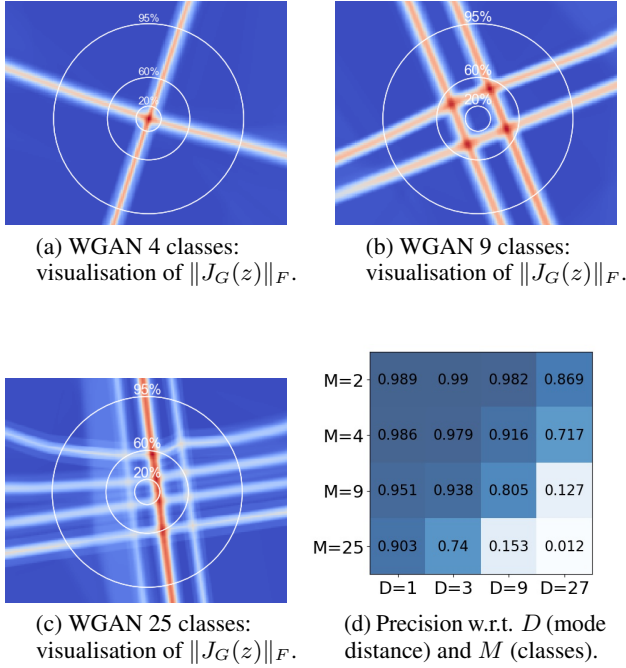 95%
60%
20%
95%
60%
20%
(a) WGAN 4 classes:
visualisation of ‖J_G(z)‖_F.
(b) WGAN 9 classes:
visualisation of ‖J_G(z)‖_F.
95%
60%
20%
M=2 0.989 0.99 0.982 0.869
M=4 0.986 0.979 0.916 0.717
M=9 0.951 0.938 0.805 0.127
M=25 0.903 0.74 0.153 0.012
D=1 D=3 D=9 D=27
(c) WGAN 25 classes:
visualisation of ‖J_G(z)‖_F.
(d) Precision w.r.t. D (mode
distance) and M (classes).